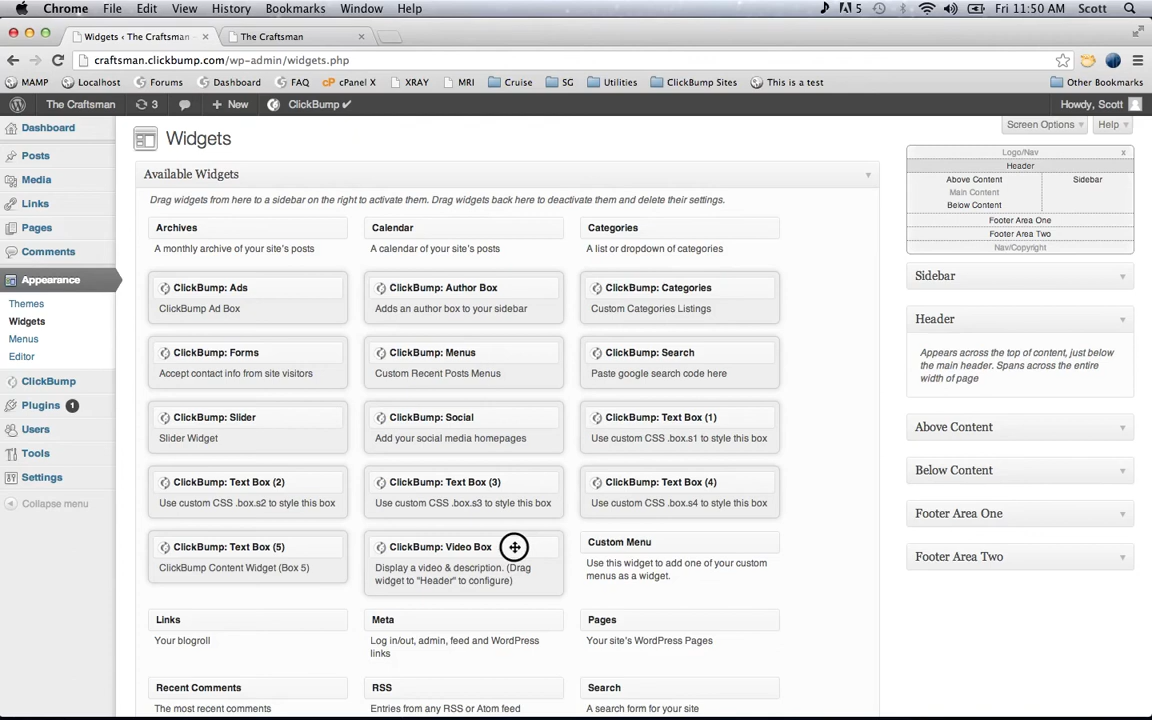 Chrome File Edit View History Bookmarks Window Help 5 Fri 11:50 AM Scott
Widgets ‹ The Craftsman × The Craftsman ×
craftsman.clickbump.com/wp-admin/widgets.php
MAMP Localhost Forums Dashboard FAQ cPanel X XRAY MRI Cruise SG Utilities ClickBump Sites This is a test Other Bookmarks
The Craftsman 3 + New ClickBump ✔ Howdy, Scott
Dashboard
Posts
Media
Links
Pages
Comments
Appearance
Themes
Widgets
Menus
Editor
ClickBump
Plugins 1
Users
Tools
Settings
Collapse menu
Screen Options Help
Widgets
Available Widgets
Drag widgets from here to a sidebar on the right to activate them. Drag widgets back here to deactivate them and delete their settings.
Archives Calendar Categories
A monthly archive of your site's posts A calendar of your site's posts A list or dropdown of categories
ClickBump: Ads ClickBump: Author Box ClickBump: Categories
ClickBump Ad Box Adds an author box to your sidebar Custom Categories Listings
ClickBump: Forms ClickBump: Menus ClickBump: Search
Accept contact info from site visitors Custom Recent Posts Menus Paste google search code here
ClickBump: Slider ClickBump: Social ClickBump: Text Box (1)
Slider Widget Add your social media homepages Use custom CSS .box.s1 to style this box
ClickBump: Text Box (2) ClickBump: Text Box (3) ClickBump: Text Box (4)
Use custom CSS .box.s2 to style this box Use custom CSS .box.s3 to style this box Use custom CSS .box.s4 to style this box
ClickBump: Text Box (5) ClickBump: Video Box Custom Menu
ClickBump Content Widget (Box 5) Display a video & description. (Drag Use this widget to add one of your custom
widget to "Header" to configure) menus as a widget.
Links Meta Pages
Your blogroll Log in/out, admin, feed and WordPress Your site's WordPress Pages
links
Recent Comments RSS Search
The most recent comments Entries from any RSS or Atom feed A search form for your site
Logo/Nav x
Header
Above Content Sidebar
Main Content
Below Content
Footer Area One
Footer Area Two
Nav/Copyright
Sidebar
Header
Appears across the top of content, just below
the main header. Spans across the entire
width of page
Above Content
Below Content
Footer Area One
Footer Area Two